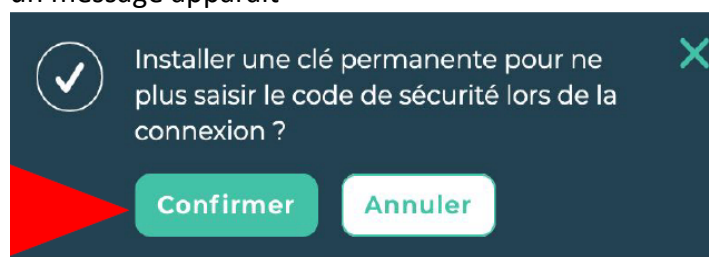 un message apparaît
Installer une clé permanente pour ne
plus saisir le code de sécurité lors de la
connexion ?
Confirmer
Annuler